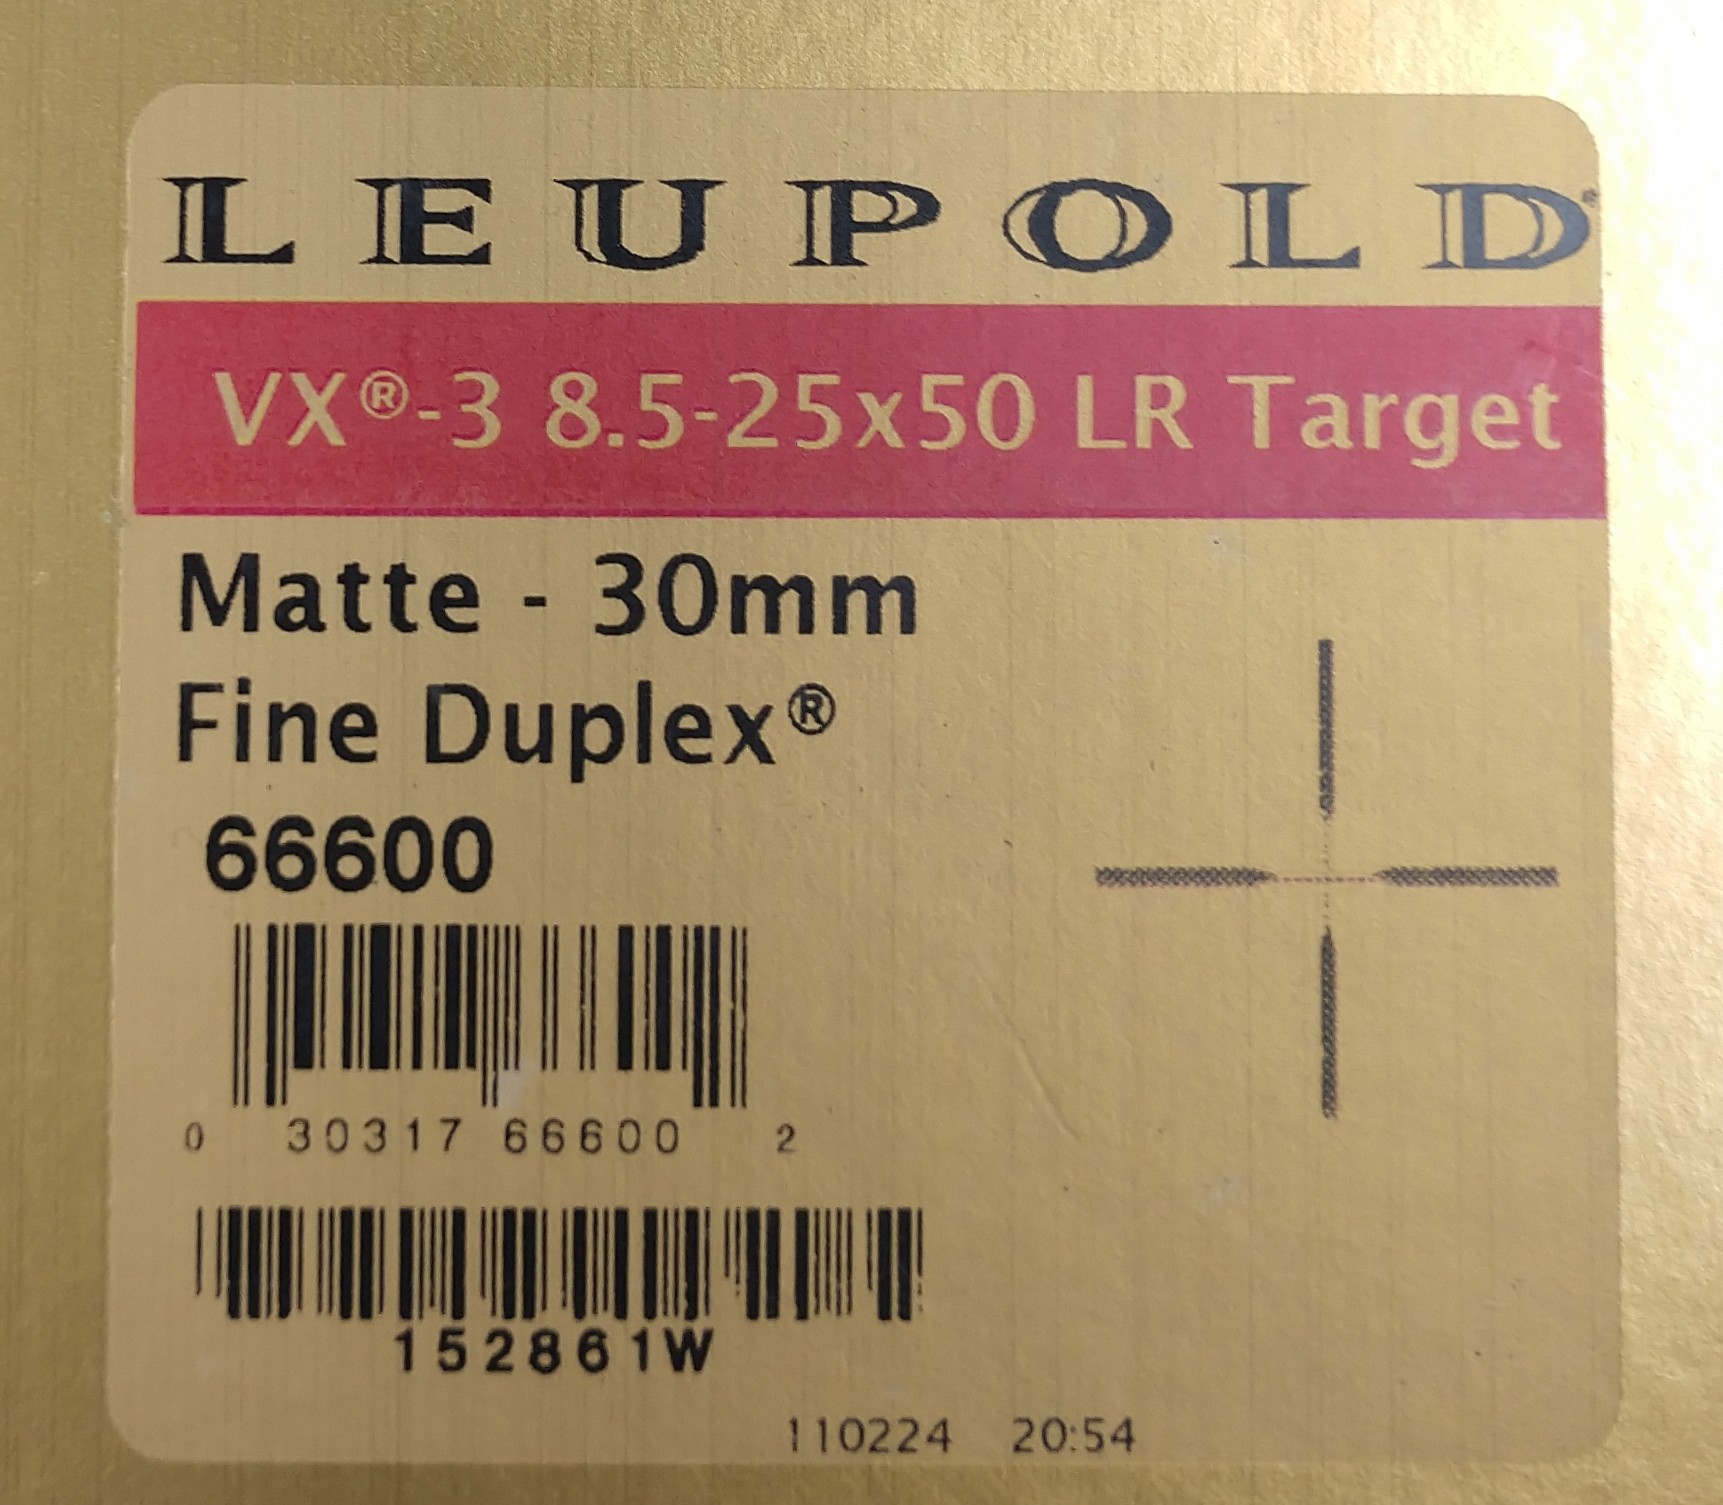 LEUPOLD®
VX®-3 8.5-25x50 LR Target
Matte - 30mm
Fine Duplex®
66600
0 30317 66600 2
152861W
110224 20:54